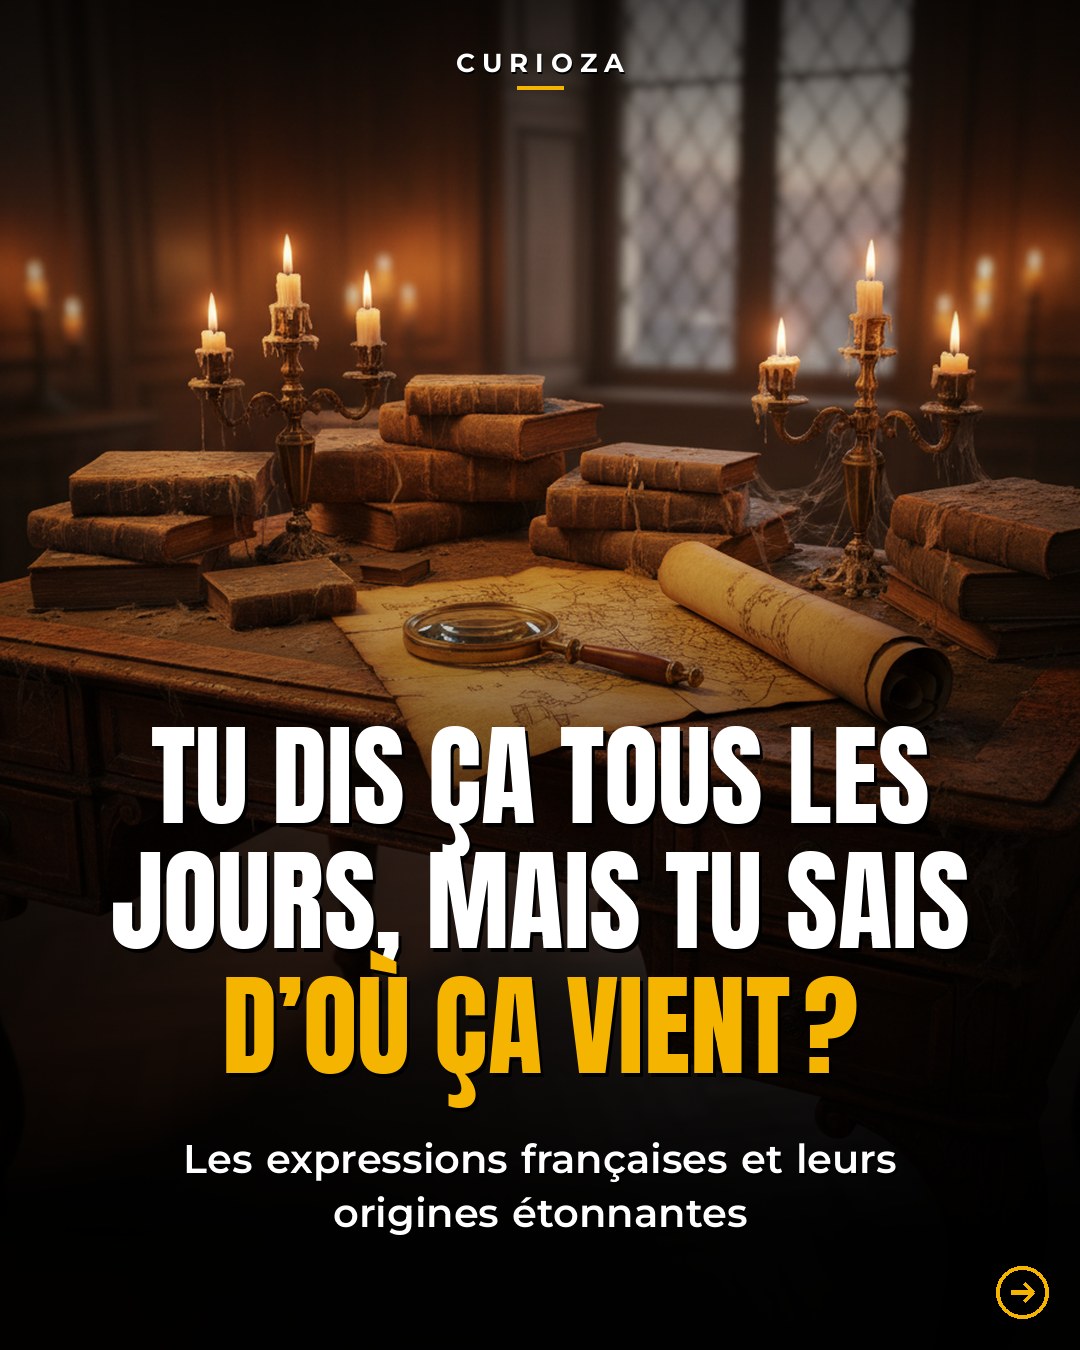 CURIOZA
TU DIS ÇA TOUS LES
JOURS, MAIS TU SAIS
D’OÙ ÇA VIENT ?
Les expressions françaises et leurs
origines étonnantes